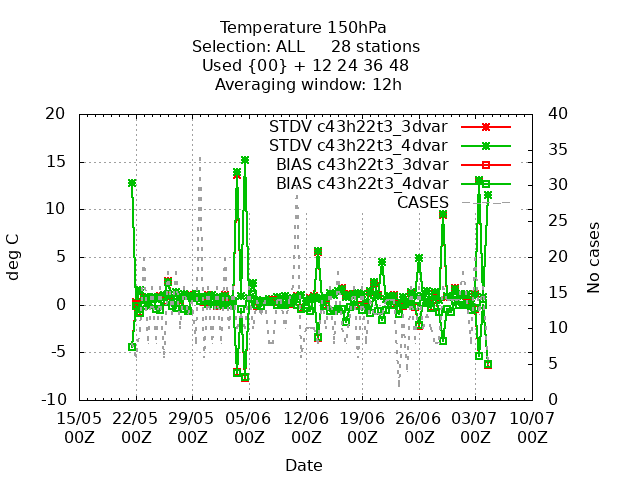 Temperature 150hPa
Selection: ALL 28 stations
Used {00} + 12 24 36 48
Averaging window: 12h
20 40
STDV c43h22t3_3dvar
STDV c43h22t3_4dvar
BIAS c43h22t3_3dvar
BIAS c43h22t3_4dvar
CASES
15 35
10 30
5 25
0 20
-5 15
-10 10
5
0
deg C
No cases
15/05 22/05 29/05 05/06 12/06 19/06 26/06 03/07 10/07
00Z 00Z 00Z 00Z 00Z 00Z 00Z 00Z 00Z
Date